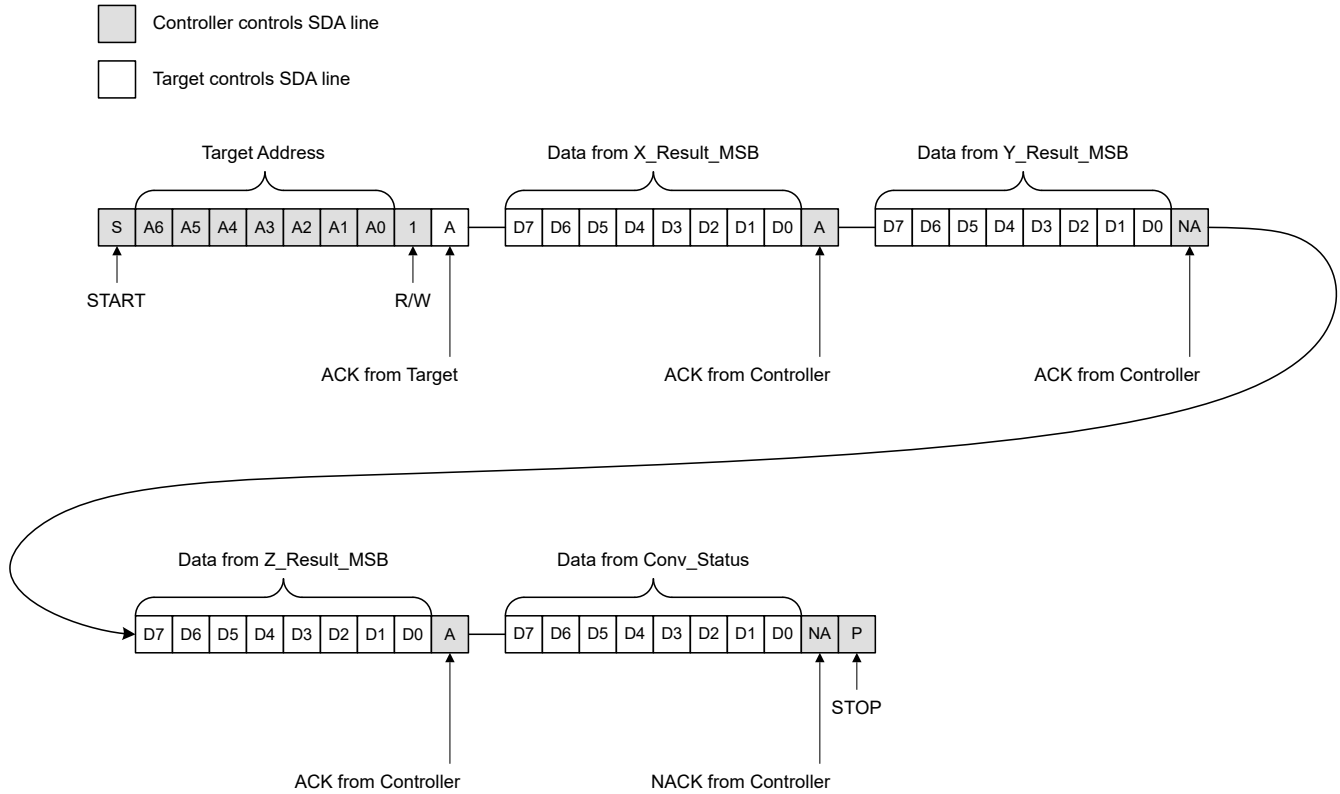 Controller controls SDA line
Target controls SDA line
Target Address
Data from X_Result_MSB
Data from Y_Result_MSB
S A6 A5 A4 A3 A2 A1 A0 1 A D7 D6 D5 D4 D3 D2 D1 D0 A D7 D6 D5 D4 D3 D2 D1 D0 NA
START
R/W
ACK from Target
ACK from Controller
ACK from Controller
Data from Z_Result_MSB
Data from Conv_Status
D7 D6 D5 D4 D3 D2 D1 D0 A D7 D6 D5 D4 D3 D2 D1 D0 NA P
STOP
ACK from Controller
NACK from Controller